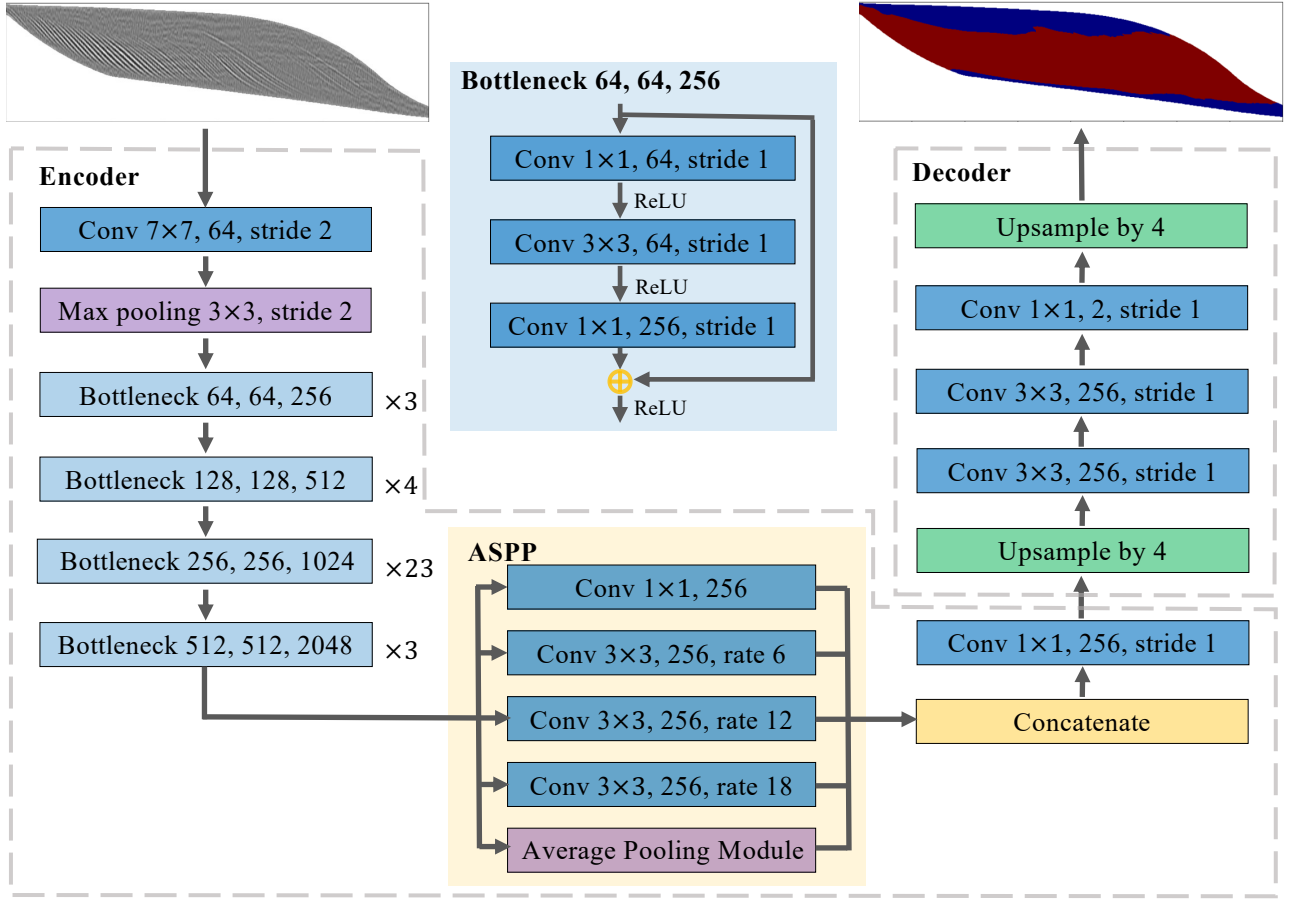 Encoder
Conv 7×7, 64, stride 2
Max pooling 3×3, stride 2
Bottleneck 64, 64, 256
×3
Bottleneck 128, 128, 512
×4
Bottleneck 256, 256, 1024
×23
Bottleneck 512, 512, 2048
×3
Bottleneck 64, 64, 256
Conv 1×1, 64, stride 1
ReLU
Conv 3×3, 64, stride 1
ReLU
Conv 1×1, 256, stride 1
ReLU
ASPP
Conv 1×1, 256
Conv 3×3, 256, rate 6
Conv 3×3, 256, rate 12
Conv 3×3, 256, rate 18
Average Pooling Module
Decoder
Upsample by 4
Conv 1×1, 2, stride 1
Conv 3×3, 256, stride 1
Conv 3×3, 256, stride 1
Upsample by 4
Conv 1×1, 256, stride 1
Concatenate